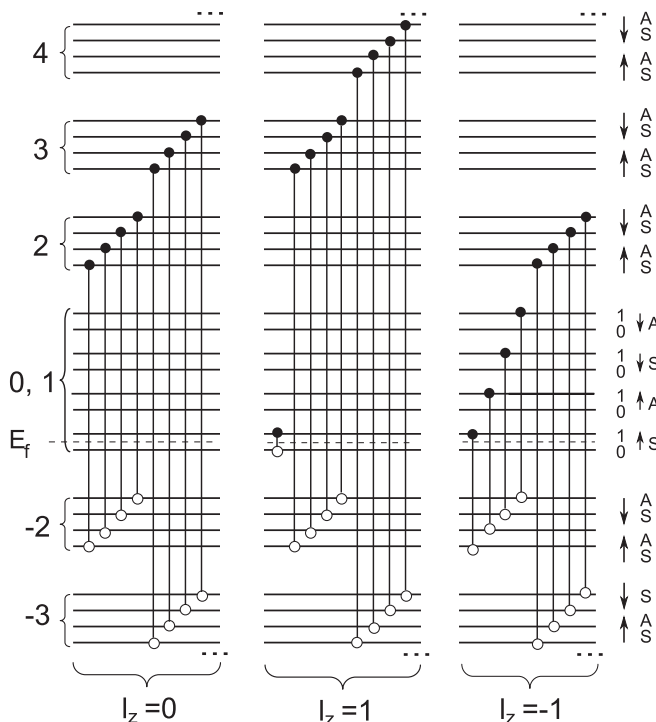 ... ... ...
4 A
S ↓
A
S ↑
3 A
S ↓
A
S ↑
2 A
S ↓
A
S ↑
0, 1
1
0 ↓ A
1
0 ↓ S
1
0 ↑ A
E_f 1
0 ↑ S
-2 A
S ↓
A
S ↑
-3 ↓ S
A
S ↑
... ... ...
l_z=0 l_z=1 l_z=-1